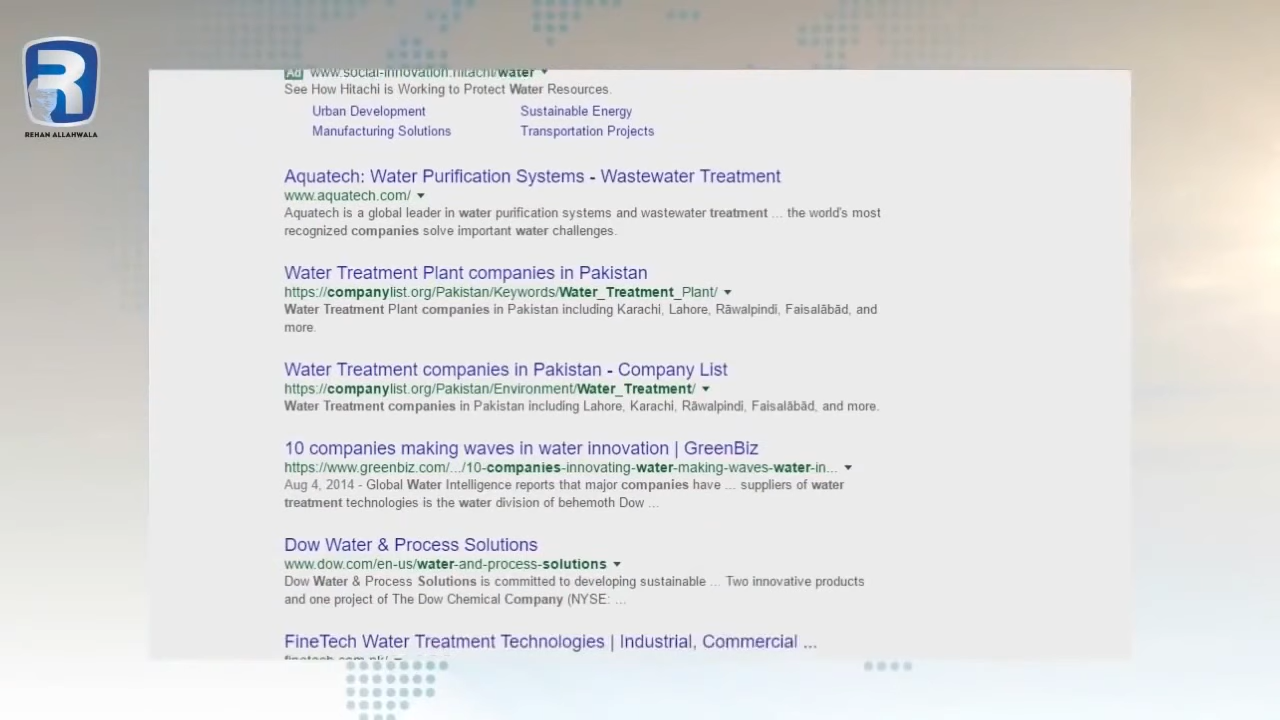 R
REHAN ALLAHWALA
Ad www.social-innovation.hitachi/water
See How Hitachi is Working to Protect Water Resources.
Urban Development Sustainable Energy
Manufacturing Solutions Transportation Projects
Aquatech: Water Purification Systems - Wastewater Treatment
www.aquatech.com/
Aquatech is a global leader in water purification systems and wastewater treatment ... the world's most
recognized companies solve important water challenges.
Water Treatment Plant companies in Pakistan
https://companylist.org/Pakistan/Keywords/Water_Treatment_Plant/
Water Treatment Plant companies in Pakistan including Karachi, Lahore, Rāwalpindi, Faisalābād, and
more.
Water Treatment companies in Pakistan - Company List
https://companylist.org/Pakistan/Environment/Water_Treatment/
Water Treatment companies in Pakistan including Lahore, Karachi, Rāwalpindi, Faisalābād, and more.
10 companies making waves in water innovation | GreenBiz
https://www.greenbiz.com/.../10-companies-innovating-water-making-waves-water-in...
Aug 4, 2014 - Global Water Intelligence reports that major companies have ... suppliers of water
treatment technologies is the water division of behemoth Dow ...
Dow Water & Process Solutions
www.dow.com/en-us/water-and-process-solutions
Dow Water & Process Solutions is committed to developing sustainable ... Two innovative products
and one project of The Dow Chemical Company (NYSE: ...
FineTech Water Treatment Technologies | Industrial, Commercial ...
finetech.com.pk/